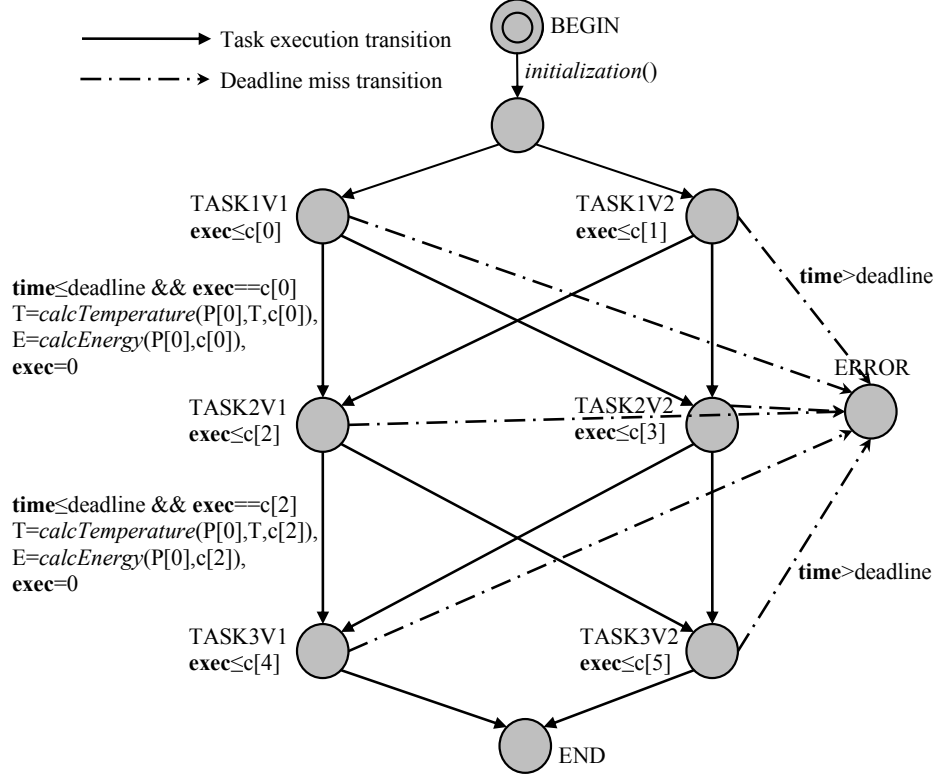 BEGIN
Task execution transition
Deadline miss transition
initialization()
TASK1V1
exec≤c[0]
TASK1V2
exec≤c[1]
time≤deadline && exec==c[0]
T=calcTemperature(P[0],T,c[0]),
E=calcEnergy(P[0],c[0]),
exec=0
time>deadline
ERROR
TASK2V1
exec≤c[2]
TASK2V2
exec≤c[3]
time≤deadline && exec==c[2]
T=calcTemperature(P[0],T,c[2]),
E=calcEnergy(P[0],c[2]),
exec=0
time>deadline
TASK3V1
exec≤c[4]
TASK3V2
exec≤c[5]
END